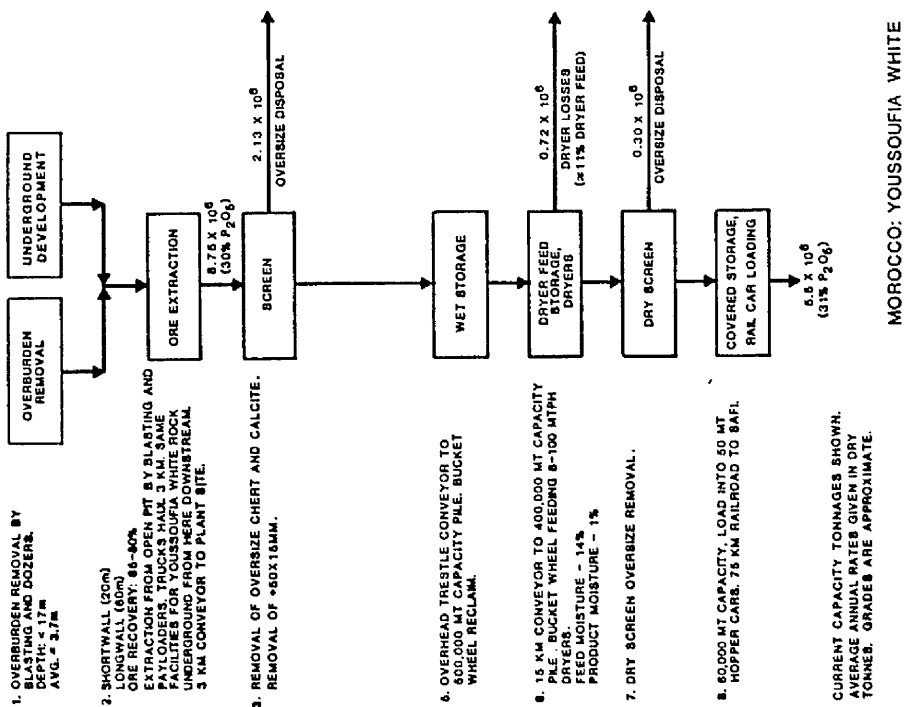 1. OVERBURDEN REMOVAL BY
BLASTING AND DOZERS.
DEPTH: < 17m
AVG. = 3.7m
OVERBURDEN
REMOVAL
UNDERGROUND
DEVELOPMENT
2. SHORTWALL (20m)
LONGWALL (60m)
ORE RECOVERY: 65-80%
EXTRACTION FROM OPEN PIT BY BLASTING AND
PAYLOADERS. TRUCKS HAUL 3 KM. SAME
FACILITIES FOR YOUSSOUFIA WHITE ROCK
UNDERGROUND FROM HERE DOWNSTREAM.
3 KM CONVEYOR TO PLANT SITE.
ORE EXTRACTION
8.75 X 10⁶
(30% P₂O₅)
3. REMOVAL OF OVERSIZE CHERT AND CALCITE.
REMOVAL OF +50X15MM.
SCREEN
2.13 X 10⁶
OVERSIZE DISPOSAL
5. OVERHEAD TRESTLE CONVEYOR TO
600,000 MT CAPACITY PILE. BUCKET
WHEEL RECLAIM.
WET STORAGE
6. 15 KM CONVEYOR TO 400,000 MT CAPACITY
PILE. BUCKET WHEEL FEEDING 8-100 MTPH
DRYERS.
FEED MOISTURE - 14%
PRODUCT MOISTURE - 1%
DRYER FEED
STORAGE,
DRYERS
0.72 X 10⁶
DRYER LOSSES
(≈11% DRYER FEED)
7. DRY SCREEN OVERSIZE REMOVAL.
DRY SCREEN
0.30 X 10⁶
OVERSIZE DISPOSAL
8. 60,000 MT CAPACITY, LOAD INTO 50 MT
HOPPER CARS. 75 KM RAILROAD TO SAFI.
COVERED STORAGE,
RAIL CAR LOADING
5.5 X 10⁶
(31% P₂O₅)
CURRENT CAPACITY TONNAGES SHOWN.
AVERAGE ANNUAL RATES GIVEN IN DRY
TONNES. GRADES ARE APPROXIMATE.
MOROCCO: YOUSSOUFIA WHITE